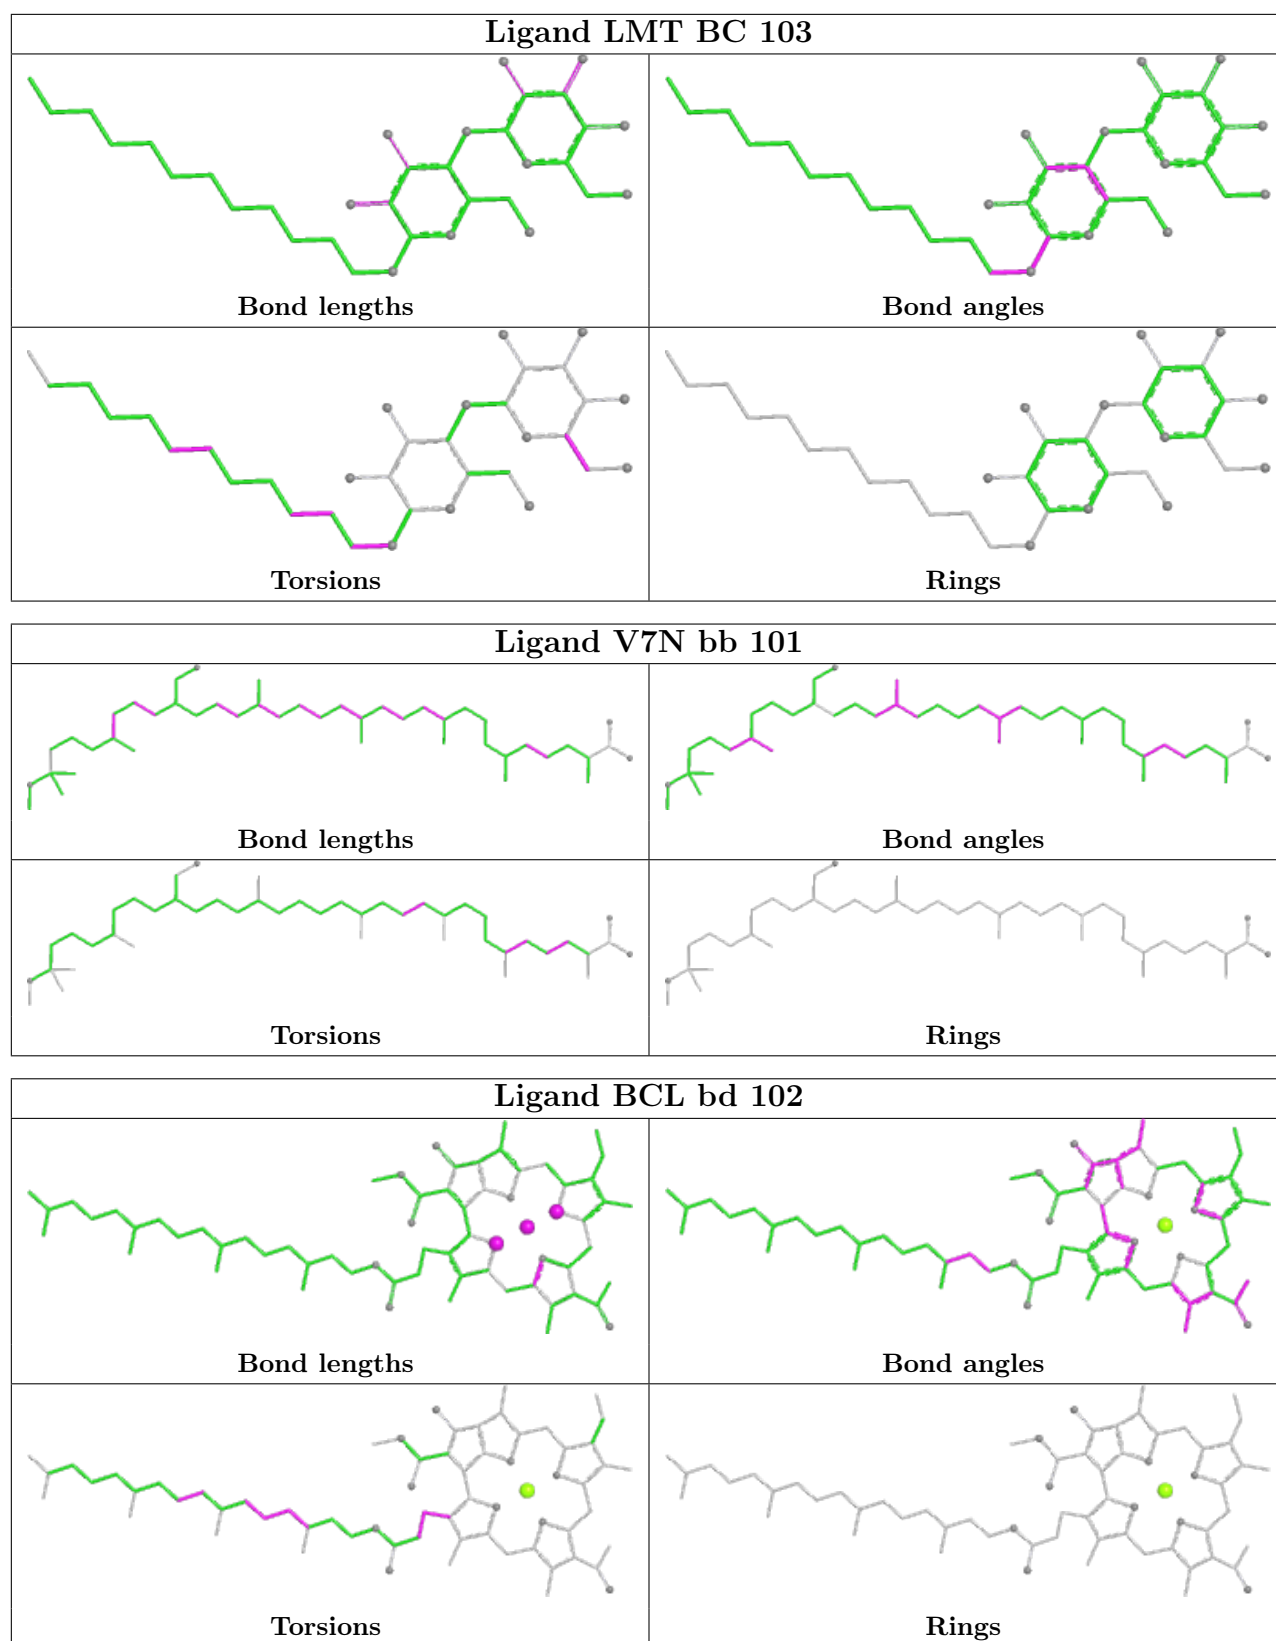 Ligand LMT BC 103
Bond lengths
Bond angles
Torsions
Rings
Ligand V7N bb 101
Bond lengths
Bond angles
Torsions
Rings
Ligand BCL bd 102
Bond lengths
Bond angles
Torsions
Rings